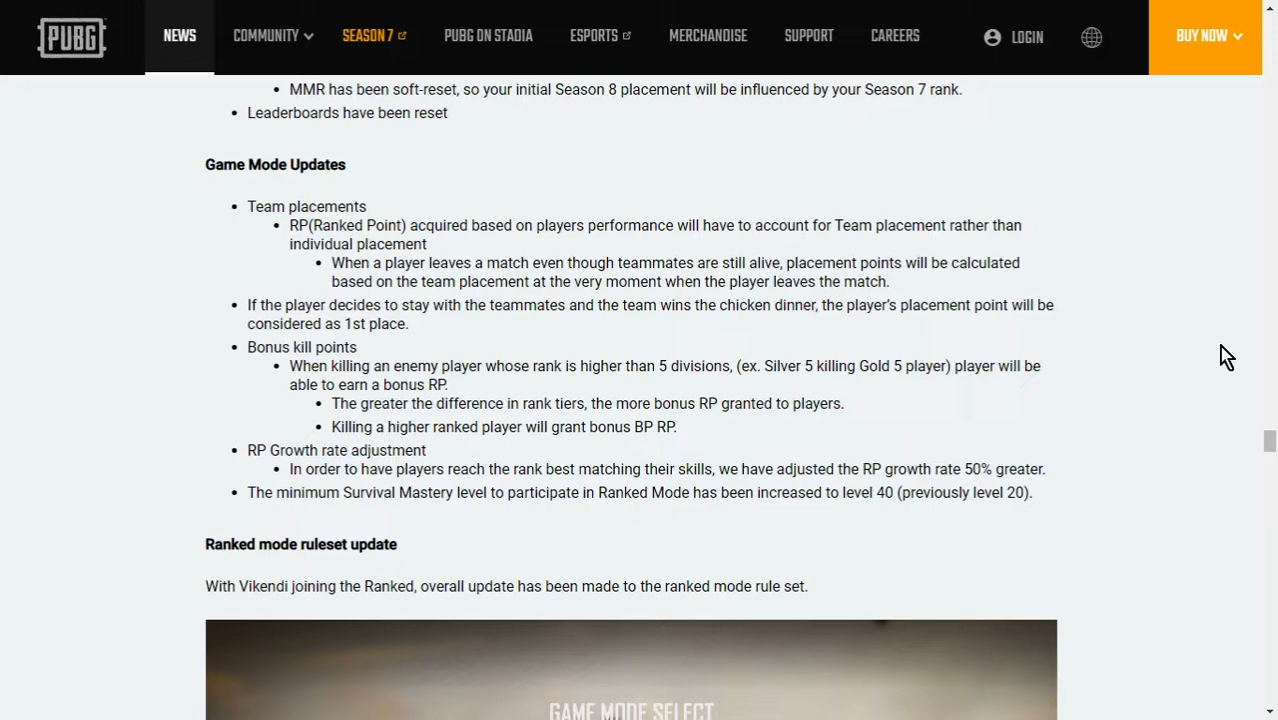 PUBG NEWS COMMUNITY SEASON 7 PUBG ON STADIA ESPORTS MERCHANDISE SUPPORT CAREERS LOGIN BUY NOW
MMR has been soft-reset, so your initial Season 8 placement will be influenced by your Season 7 rank.
Leaderboards have been reset
Game Mode Updates
Team placements
RP(Ranked Point) acquired based on players performance will have to account for Team placement rather than
individual placement
When a player leaves a match even though teammates are still alive, placement points will be calculated
based on the team placement at the very moment when the player leaves the match.
If the player decides to stay with the teammates and the team wins the chicken dinner, the player's placement point will be
considered as 1st place.
Bonus kill points
When killing an enemy player whose rank is higher than 5 divisions, (ex. Silver 5 killing Gold 5 player) player will be
able to earn a bonus RP.
The greater the difference in rank tiers, the more bonus RP granted to players.
Killing a higher ranked player will grant bonus BP RP.
RP Growth rate adjustment
In order to have players reach the rank best matching their skills, we have adjusted the RP growth rate 50% greater.
The minimum Survival Mastery level to participate in Ranked Mode has been increased to level 40 (previously level 20).
Ranked mode ruleset update
With Vikendi joining the Ranked, overall update has been made to the ranked mode rule set.
GAME MODE SELECT